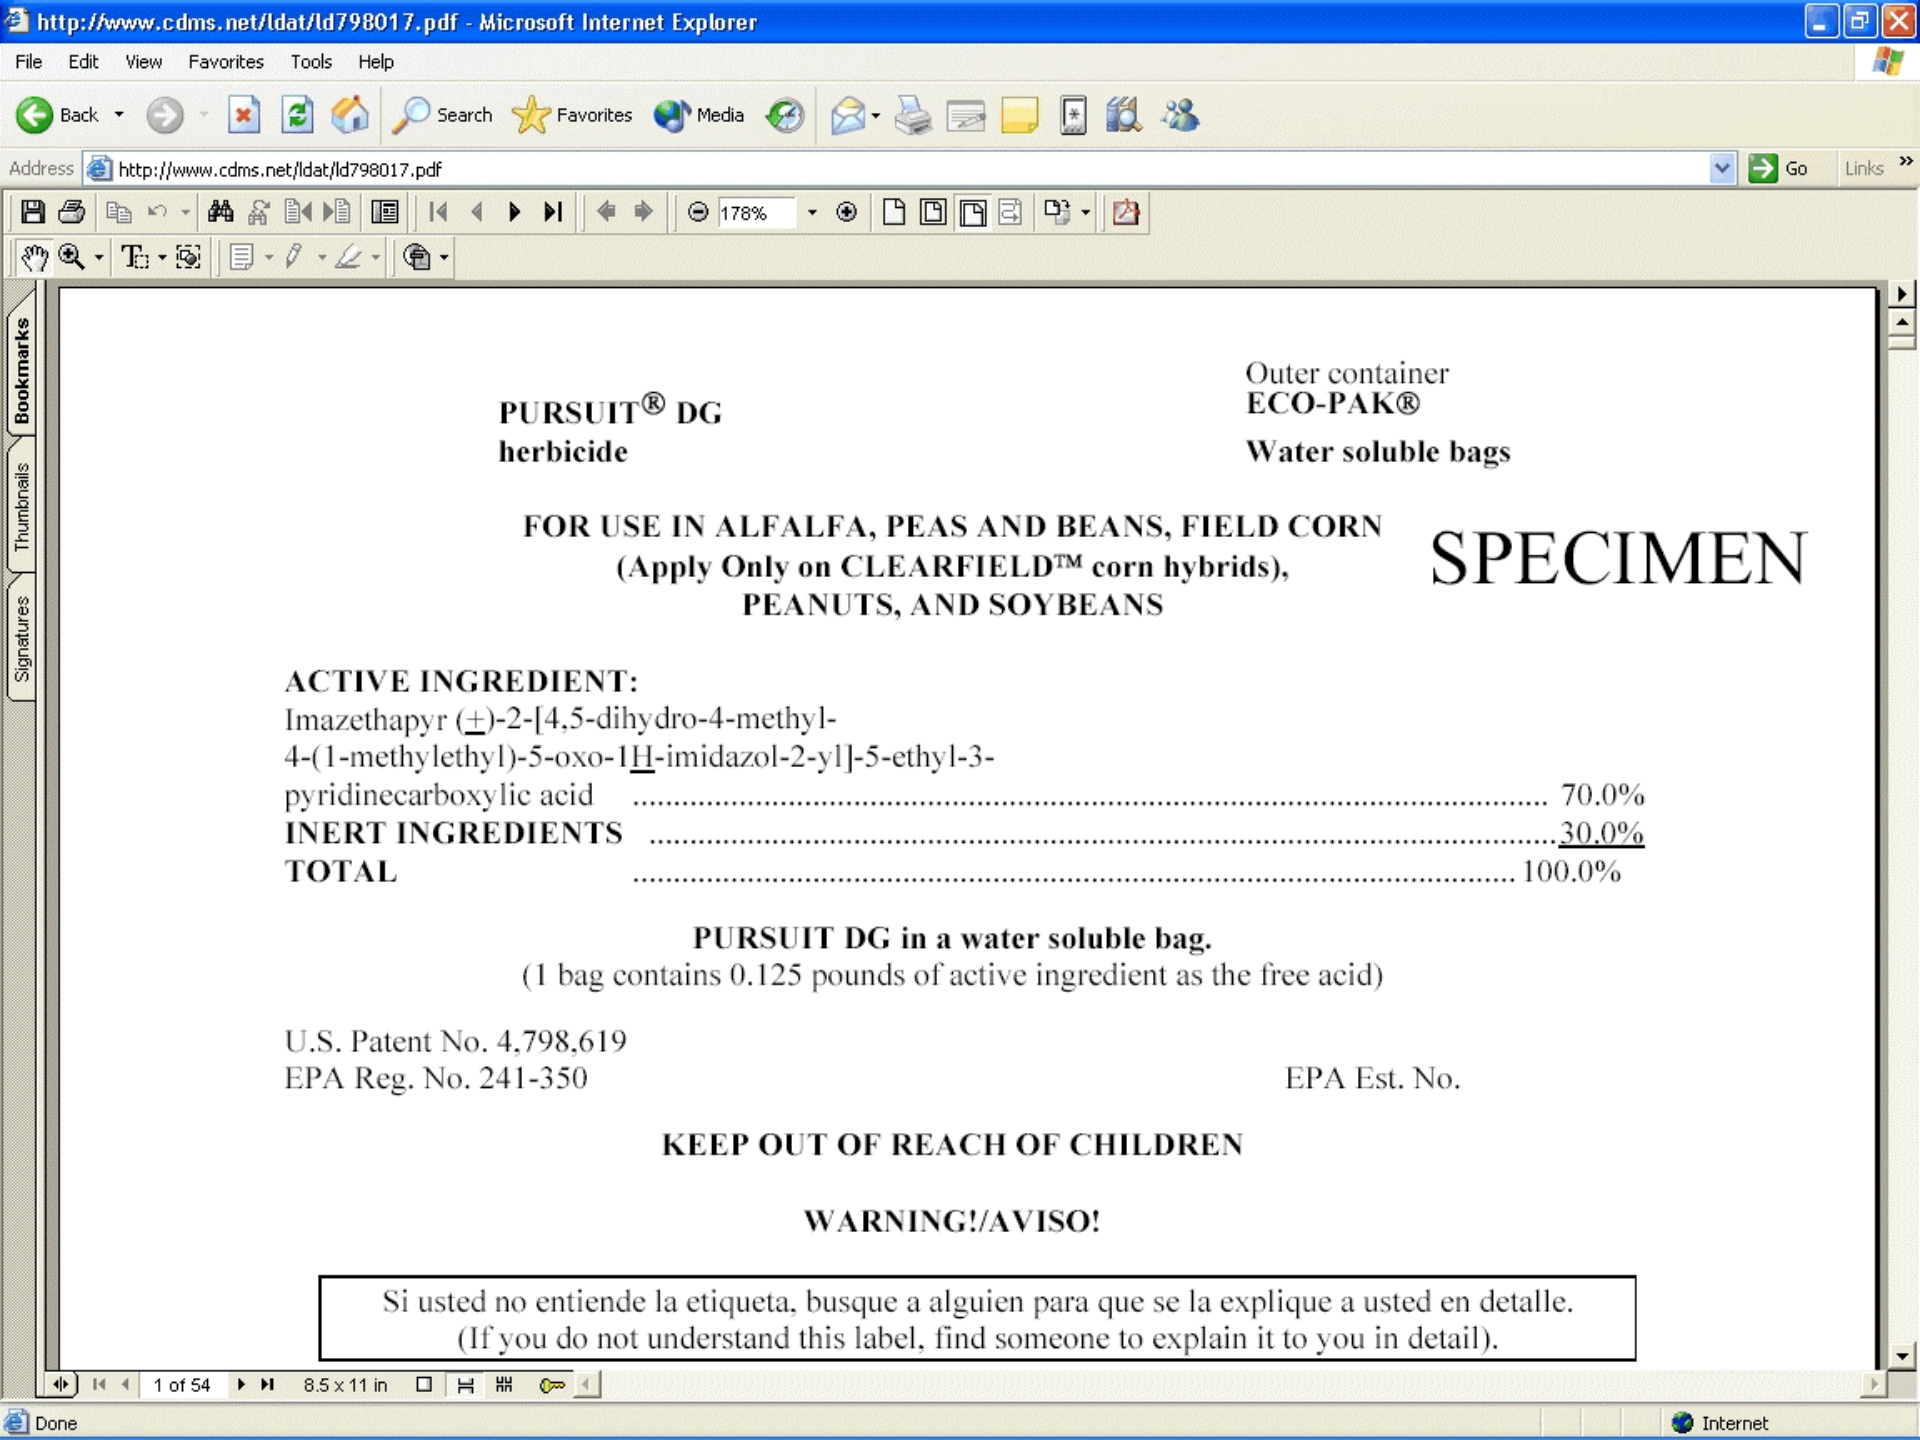 http://www.cdms.net/ldat/ld798017.pdf - Microsoft Internet Explorer
File Edit View Favorites Tools Help
Back Search Favorites Media
Address http://www.cdms.net/ldat/ld798017.pdf Go Links »
178%
Bookmarks
Thumbnails
Signatures
Outer container
PURSUIT® DG ECO-PAK®
herbicide Water soluble bags
FOR USE IN ALFALFA, PEAS AND BEANS, FIELD CORN
(Apply Only on CLEARFIELD™ corn hybrids),
PEANUTS, AND SOYBEANS
SPECIMEN
ACTIVE INGREDIENT:
Imazethapyr (±)-2-[4,5-dihydro-4-methyl-
4-(1-methylethyl)-5-oxo-1H-imidazol-2-yl]-5-ethyl-3-
pyridinecarboxylic acid ........ 70.0%
INERT INGREDIENTS ........ 30.0%
TOTAL ........ 100.0%
PURSUIT DG in a water soluble bag.
(1 bag contains 0.125 pounds of active ingredient as the free acid)
U.S. Patent No. 4,798,619
EPA Reg. No. 241-350 EPA Est. No.
KEEP OUT OF REACH OF CHILDREN
WARNING!/AVISO!
Si usted no entiende la etiqueta, busque a alguien para que se la explique a usted en detalle.
(If you do not understand this label, find someone to explain it to you in detail).
1 of 54 8.5 x 11 in
Done Internet